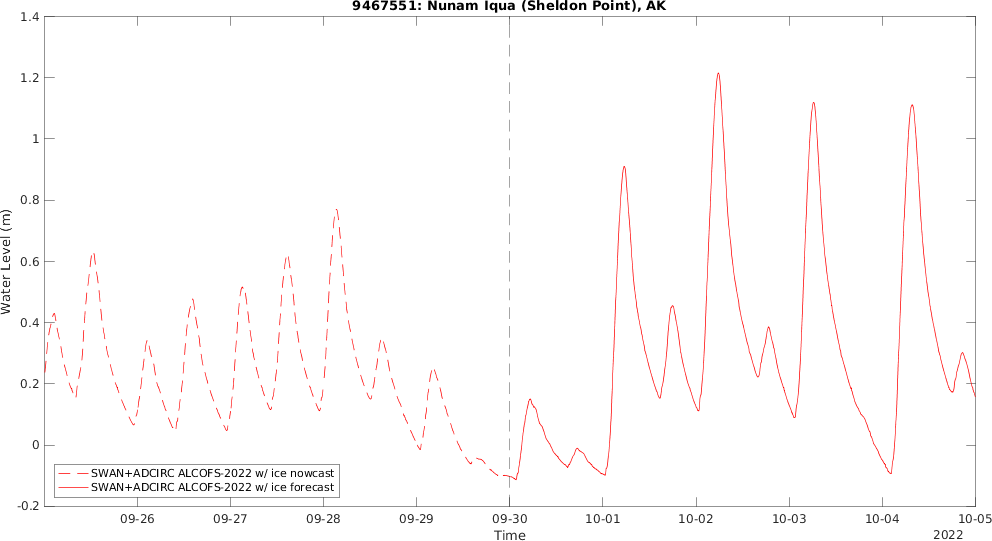 9467551: Nunam Iqua (Sheldon Point), AK
1.4
1.2
1
0.8
0.6
0.4
0.2
0
-0.2
Water Level (m)
SWAN+ADCIRC ALCOFS-2022 w/ ice nowcast
SWAN+ADCIRC ALCOFS-2022 w/ ice forecast
09-26 09-27 09-28 09-29 09-30 10-01 10-02 10-03 10-04 10-05
Time
2022